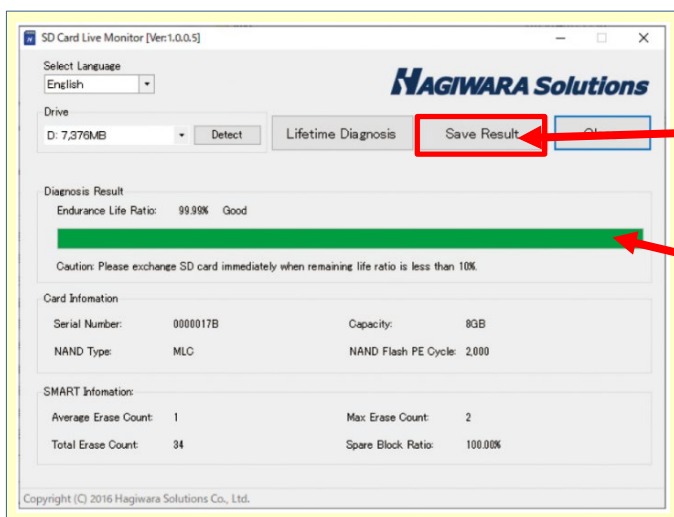 SD Card Live Monitor [Ver:1.0.0.5]
Select Language
English
HAGIWARA Solutions
Drive
D: 7,376MB Detect Lifetime Diagnosis Save Result
Diagnosis Result
Endurance Life Ratio: 99.99% Good
Caution: Please exchange SD card immediately when remaining life ratio is less than 10%.
Card Infomation
Serial Number: 0000017B Capacity: 8GB
NAND Type: MLC NAND Flash PE Cycle: 2,000
SMART Infomation:
Average Erase Count: 1 Max Erase Count: 2
Total Erase Count: 34 Spare Block Ratio: 100.00%
Copyright (C) 2016 Hagiwara Solutions Co., Ltd.